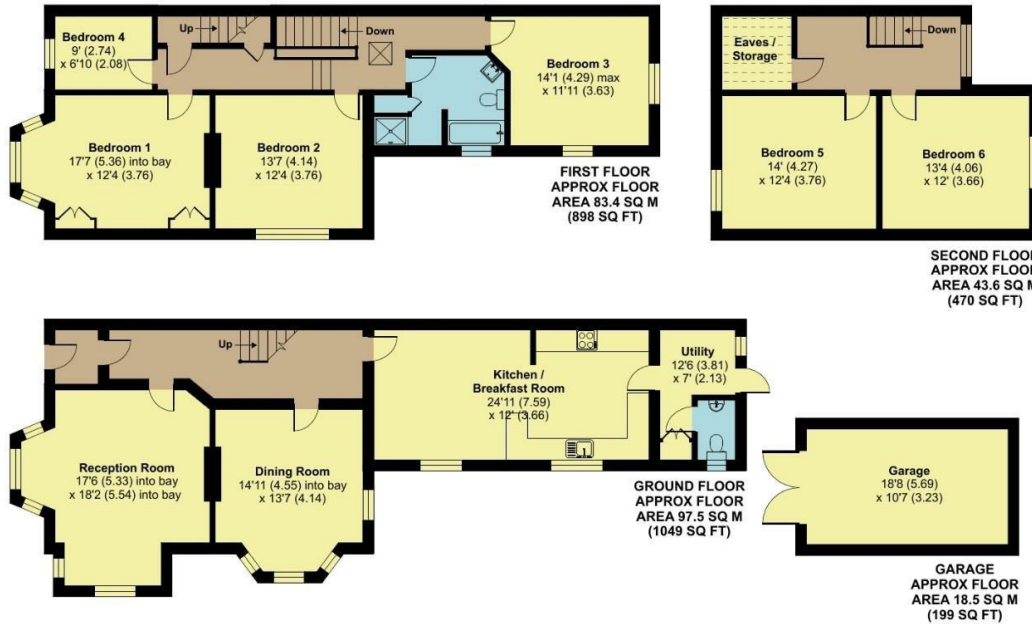 Up
Down
Bedroom 4
9' (2.74)
x 6'10 (2.08)
Bedroom 3
14'1 (4.29) max
x 11'11 (3.63)
Bedroom 1
17'7 (5.36) into bay
x 12'4 (3.76)
Bedroom 2
13'7 (4.14)
x 12'4 (3.76)
FIRST FLOOR
APPROX FLOOR
AREA 83.4 SQ M
(898 SQ FT)
Eaves /
Storage
Down
Bedroom 5
14' (4.27)
x 12'4 (3.76)
Bedroom 6
13'4 (4.06)
x 12' (3.66)
SECOND FLOOR
APPROX FLOOR
AREA 43.6 SQ M
(470 SQ FT)
Up
Kitchen /
Breakfast Room
24'11 (7.59)
x 12' (3.66)
Utility
12'6 (3.81)
x 7' (2.13)
Reception Room
17'6 (5.33) into bay
x 18'2 (5.54) into bay
Dining Room
14'11 (4.55) into bay
x 13'7 (4.14)
GROUND FLOOR
APPROX FLOOR
AREA 97.5 SQ M
(1049 SQ FT)
Garage
18'8 (5.69)
x 10'7 (3.23)
GARAGE
APPROX FLOOR
AREA 18.5 SQ M
(199 SQ FT)